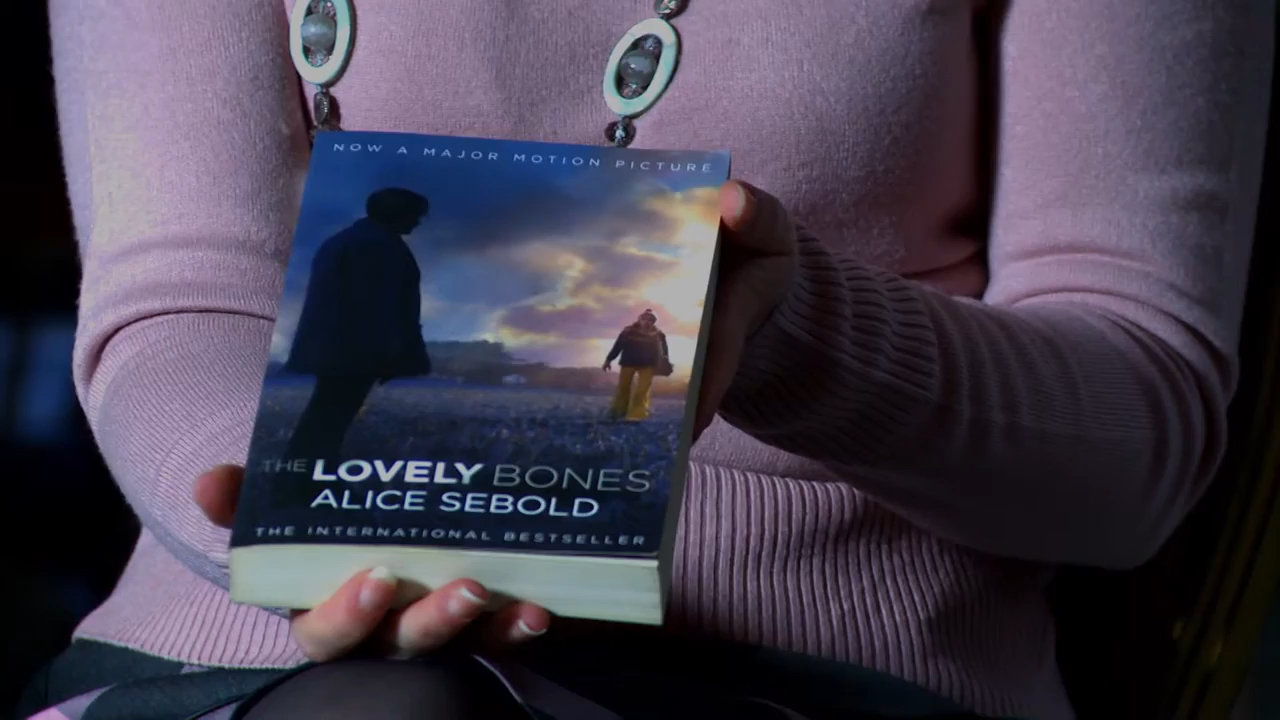 NOW A MAJOR MOTION PICTURE
THE LOVELY BONES
ALICE SEBOLD
THE INTERNATIONAL BESTSELLER